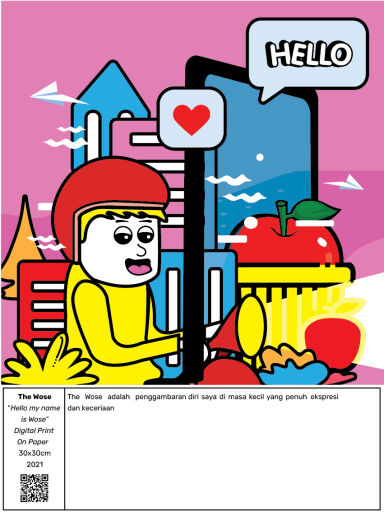 HELLO
The Wose
"Hello my name
is Wose"
Digital Print
On Paper
30x30cm
2021
The Wose adalah penggambaran diri saya di masa kecil yang penuh ekspresi
dan keceriaan